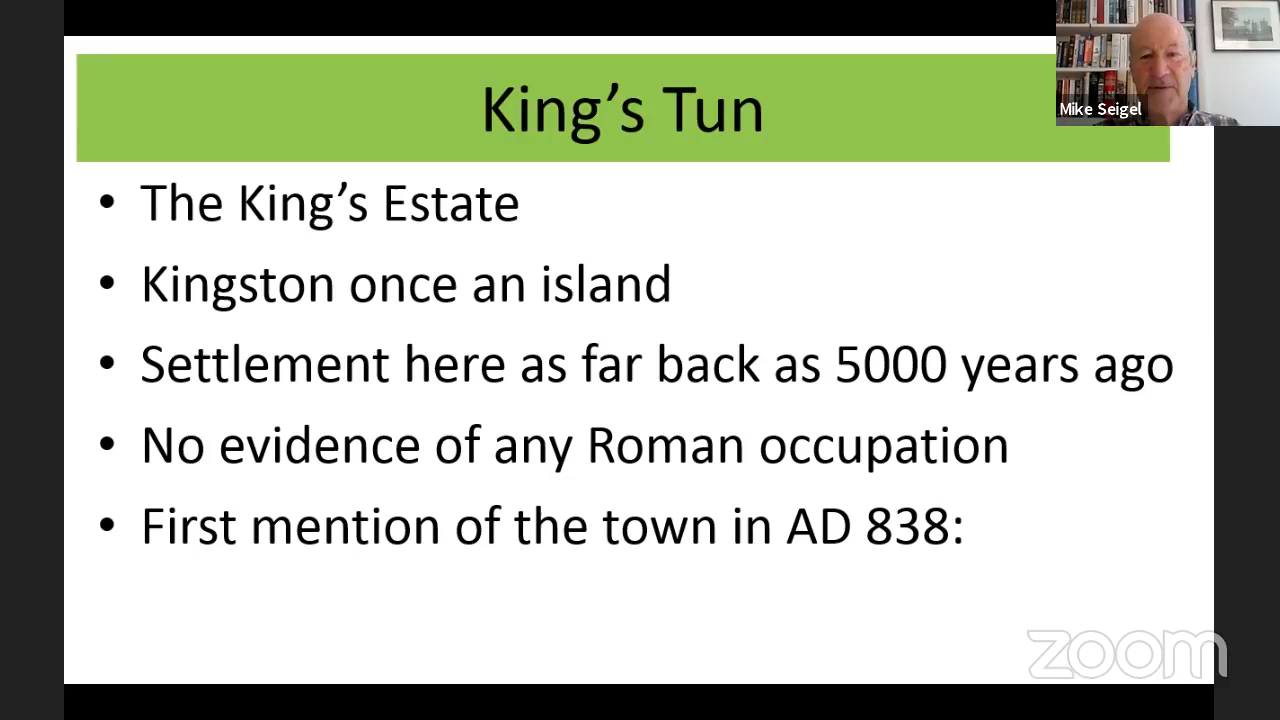 King's Tun
Mike Seigel
• The King's Estate
• Kingston once an island
• Settlement here as far back as 5000 years ago
• No evidence of any Roman occupation
• First mention of the town in AD 838:
zoom